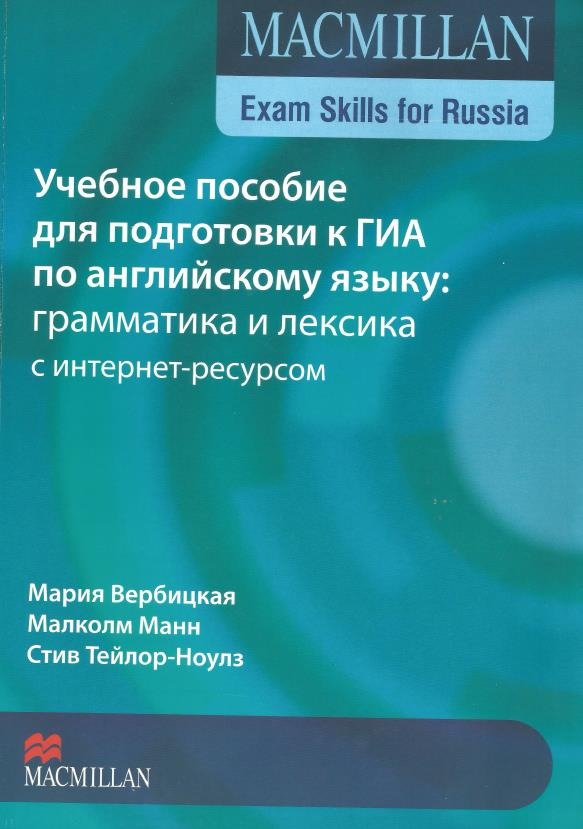 MACMILLAN
Exam Skills for Russia
Учебное пособие
для подготовки к ГИА
по английскому языку:
грамматика и лексика
с интернет-ресурсом
Мария Вербицкая
Малколм Манн
Стив Тейлор-Ноулз
MACMILLAN